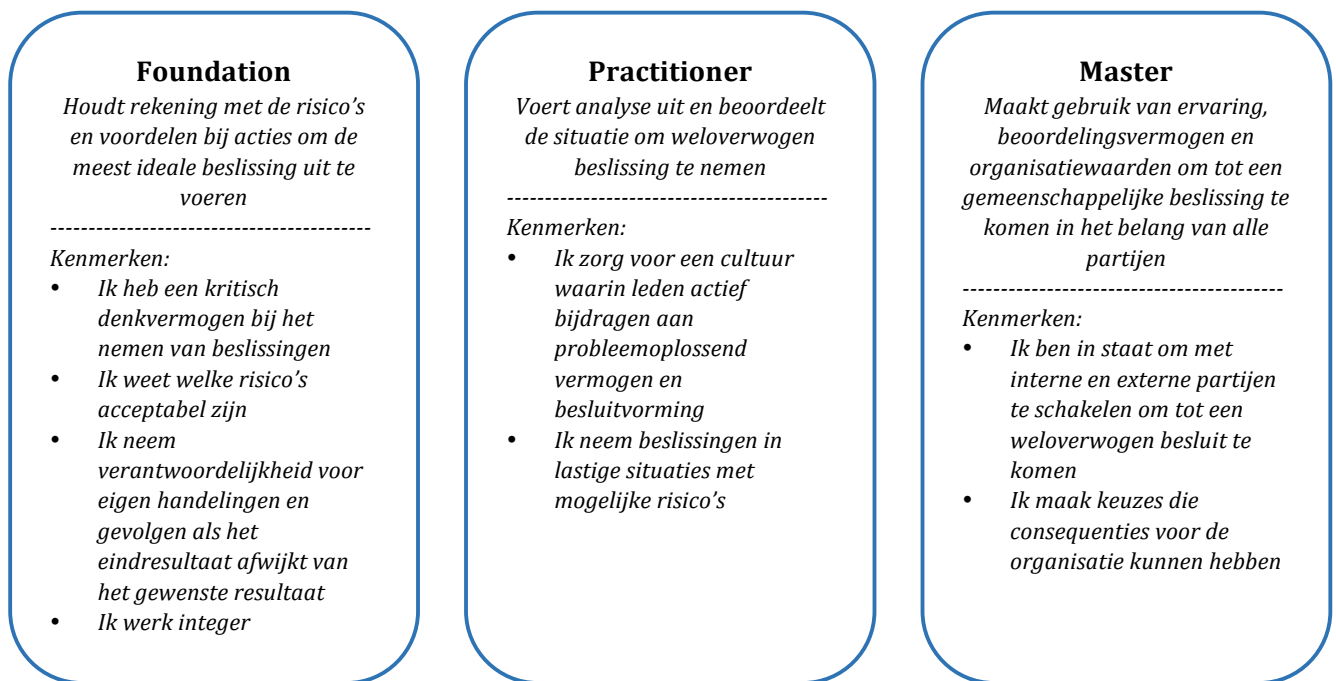 Foundation
Houdt rekening met de risico’s
en voordelen bij acties om de
meest ideale beslissing uit te
voeren
------------------------------------------
Kenmerken:
• Ik heb een kritisch
denkvermogen bij het
nemen van beslissingen
• Ik weet welke risico’s
acceptabel zijn
• Ik neem
verantwoordelijkheid voor
eigen handelingen en
gevolgen als het
eindresultaat afwijkt van
het gewenste resultaat
• Ik werk integer
Practitioner
Voert analyse uit en beoordeelt
de situatie om weloverwogen
beslissing te nemen
------------------------------------------
Kenmerken:
• Ik zorg voor een cultuur
waarin leden actief
bijdragen aan
probleemoplossend
vermogen en
besluitvorming
• Ik neem beslissingen in
lastige situaties met
mogelijke risico’s
Master
Maakt gebruik van ervaring,
beoordelingsvermogen en
organisatiewaarden om tot een
gemeenschappelijke beslissing te
komen in het belang van alle
partijen
------------------------------------------
Kenmerken:
• Ik ben in staat om met
interne en externe partijen
te schakelen om tot een
weloverwogen besluit te
komen
• Ik maak keuzes die
consequenties voor de
organisatie kunnen hebben